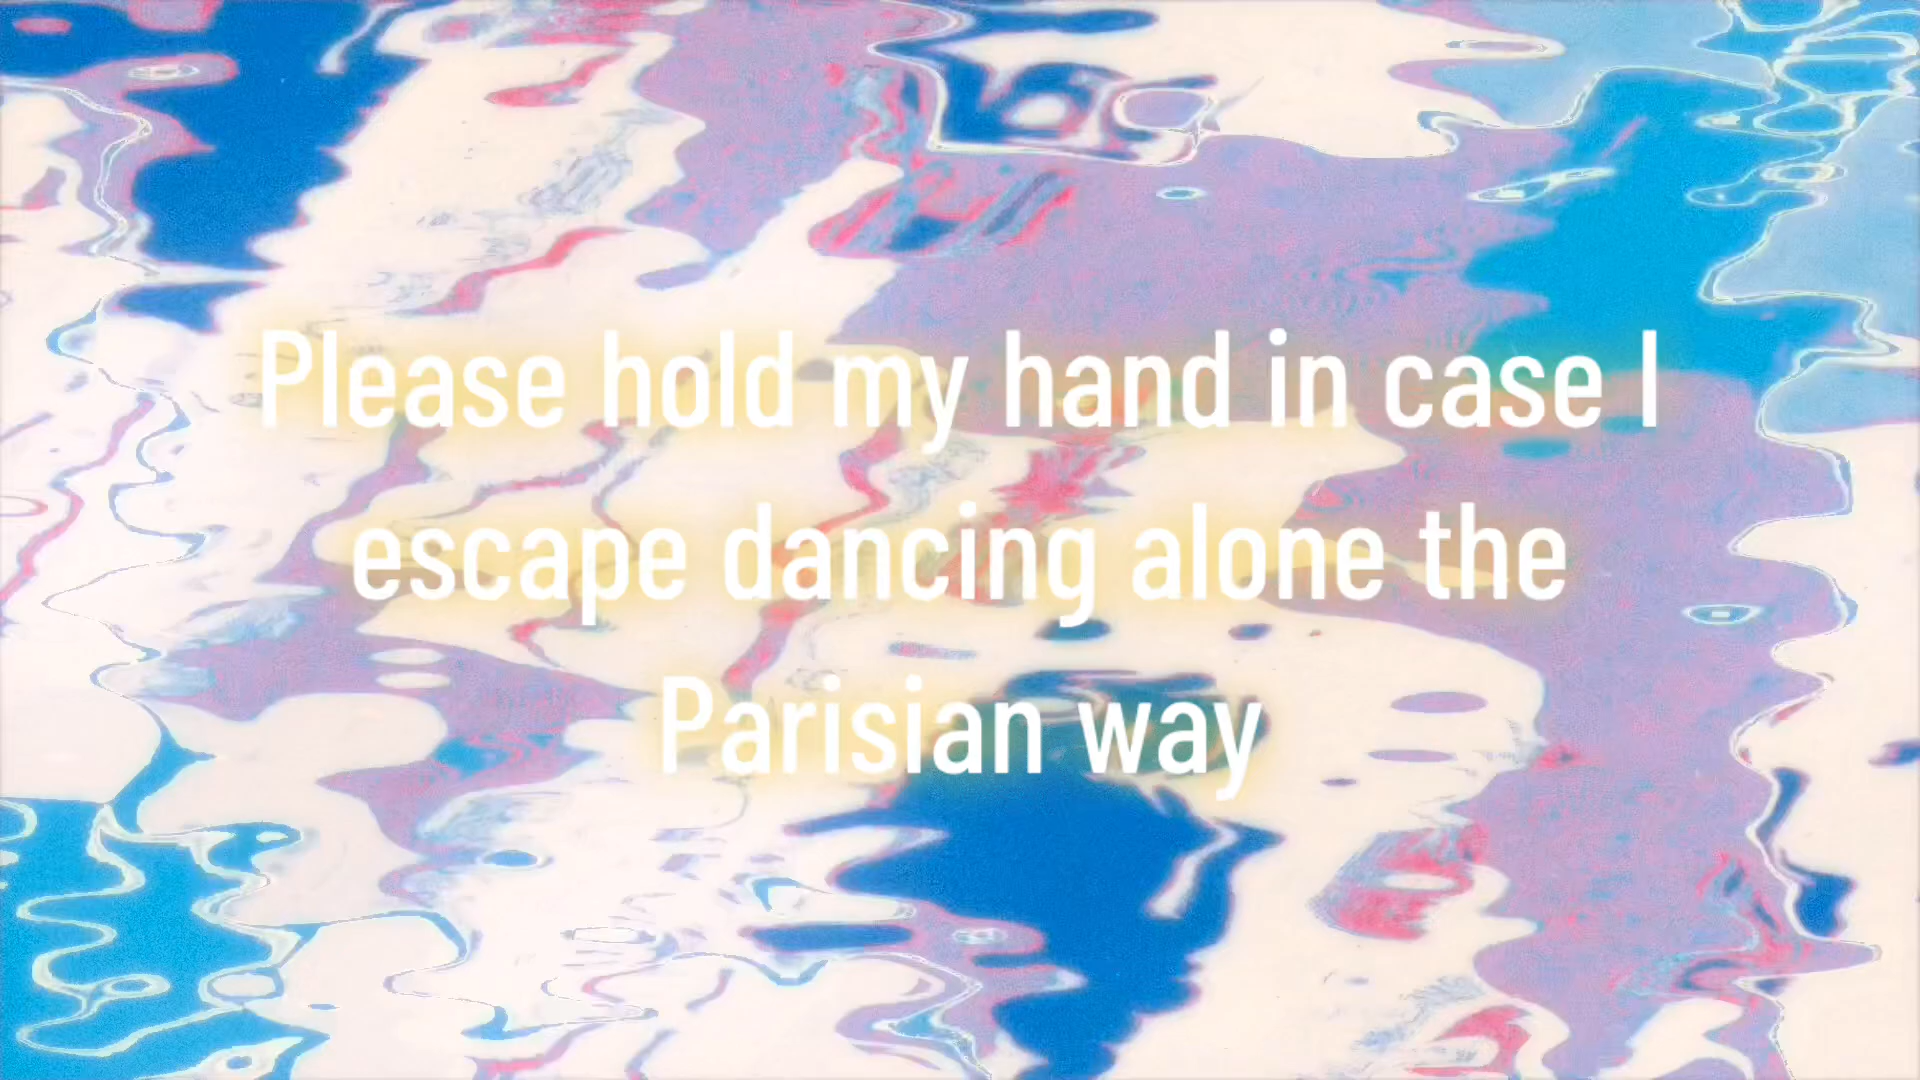 Please hold my hand in case I
escape dancing alone the
Parisian way